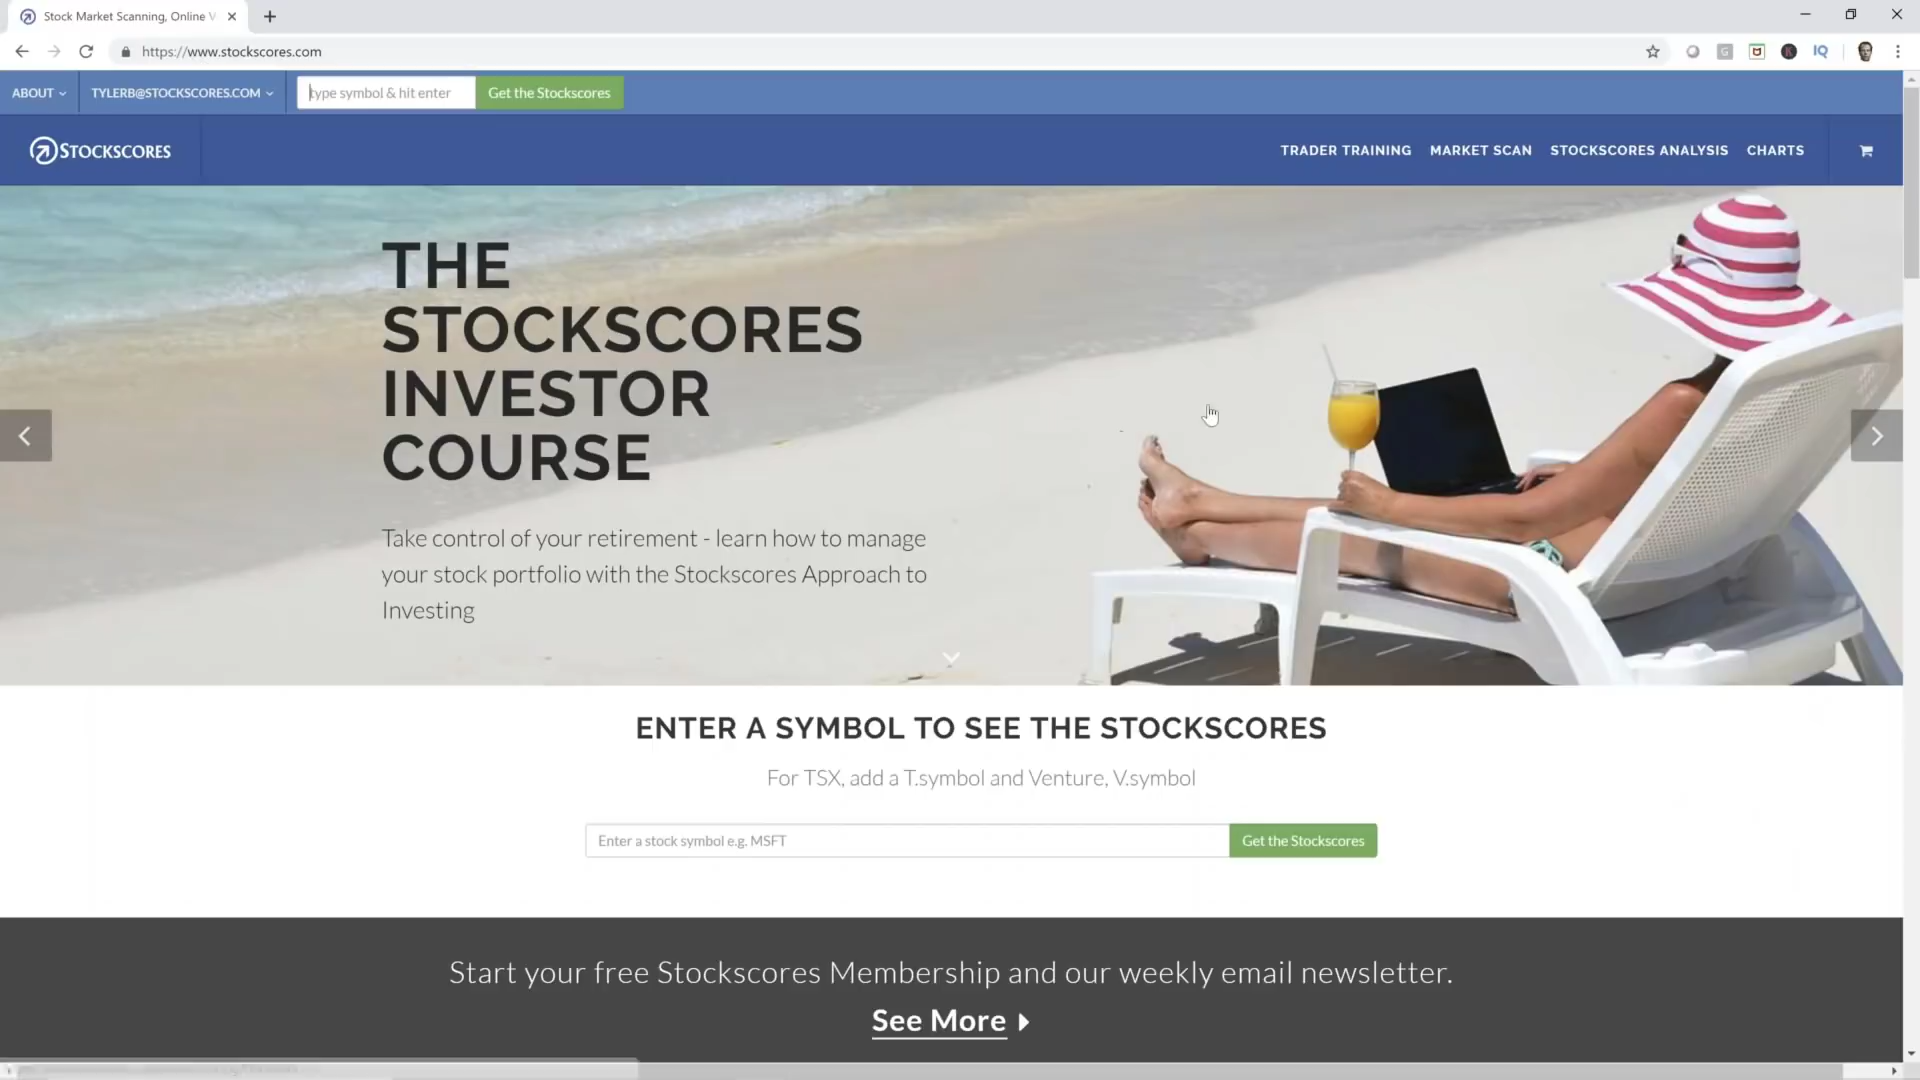 Stock Market Scanning, Online V
https://www.stockscores.com
ABOUT
TYLERB@STOCKSCORES.COM
type symbol & hit enter
Get the Stockscores
STOCKSCORES
TRADER TRAINING
MARKET SCAN
STOCKSCORES ANALYSIS
CHARTS
THE
STOCKSCORES
INVESTOR
COURSE
Take control of your retirement - learn how to manage
your stock portfolio with the Stockscores Approach to
Investing
ENTER A SYMBOL TO SEE THE STOCKSCORES
For TSX, add a T.symbol and Venture, V.symbol
Enter a stock symbol e.g. MSFT
Get the Stockscores
Start your free Stockscores Membership and our weekly email newsletter.
See More